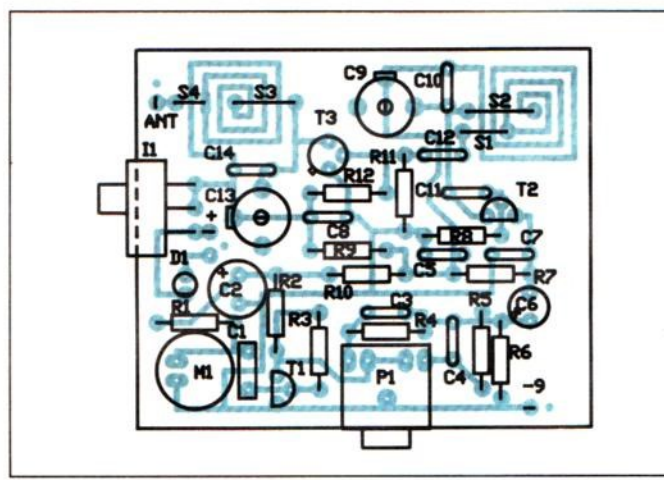 C9 C10
S4 S3 S2
ANT T3 S1
I1 C14 R11 C12
R12 C11 T2
C13
+ C8 R8 C7
R9 C5
D1 + C2 R2 R10 R7
R1 R3 C3 R5 + C6
C1 R4
M1 T1 P1 C4 R6
-9